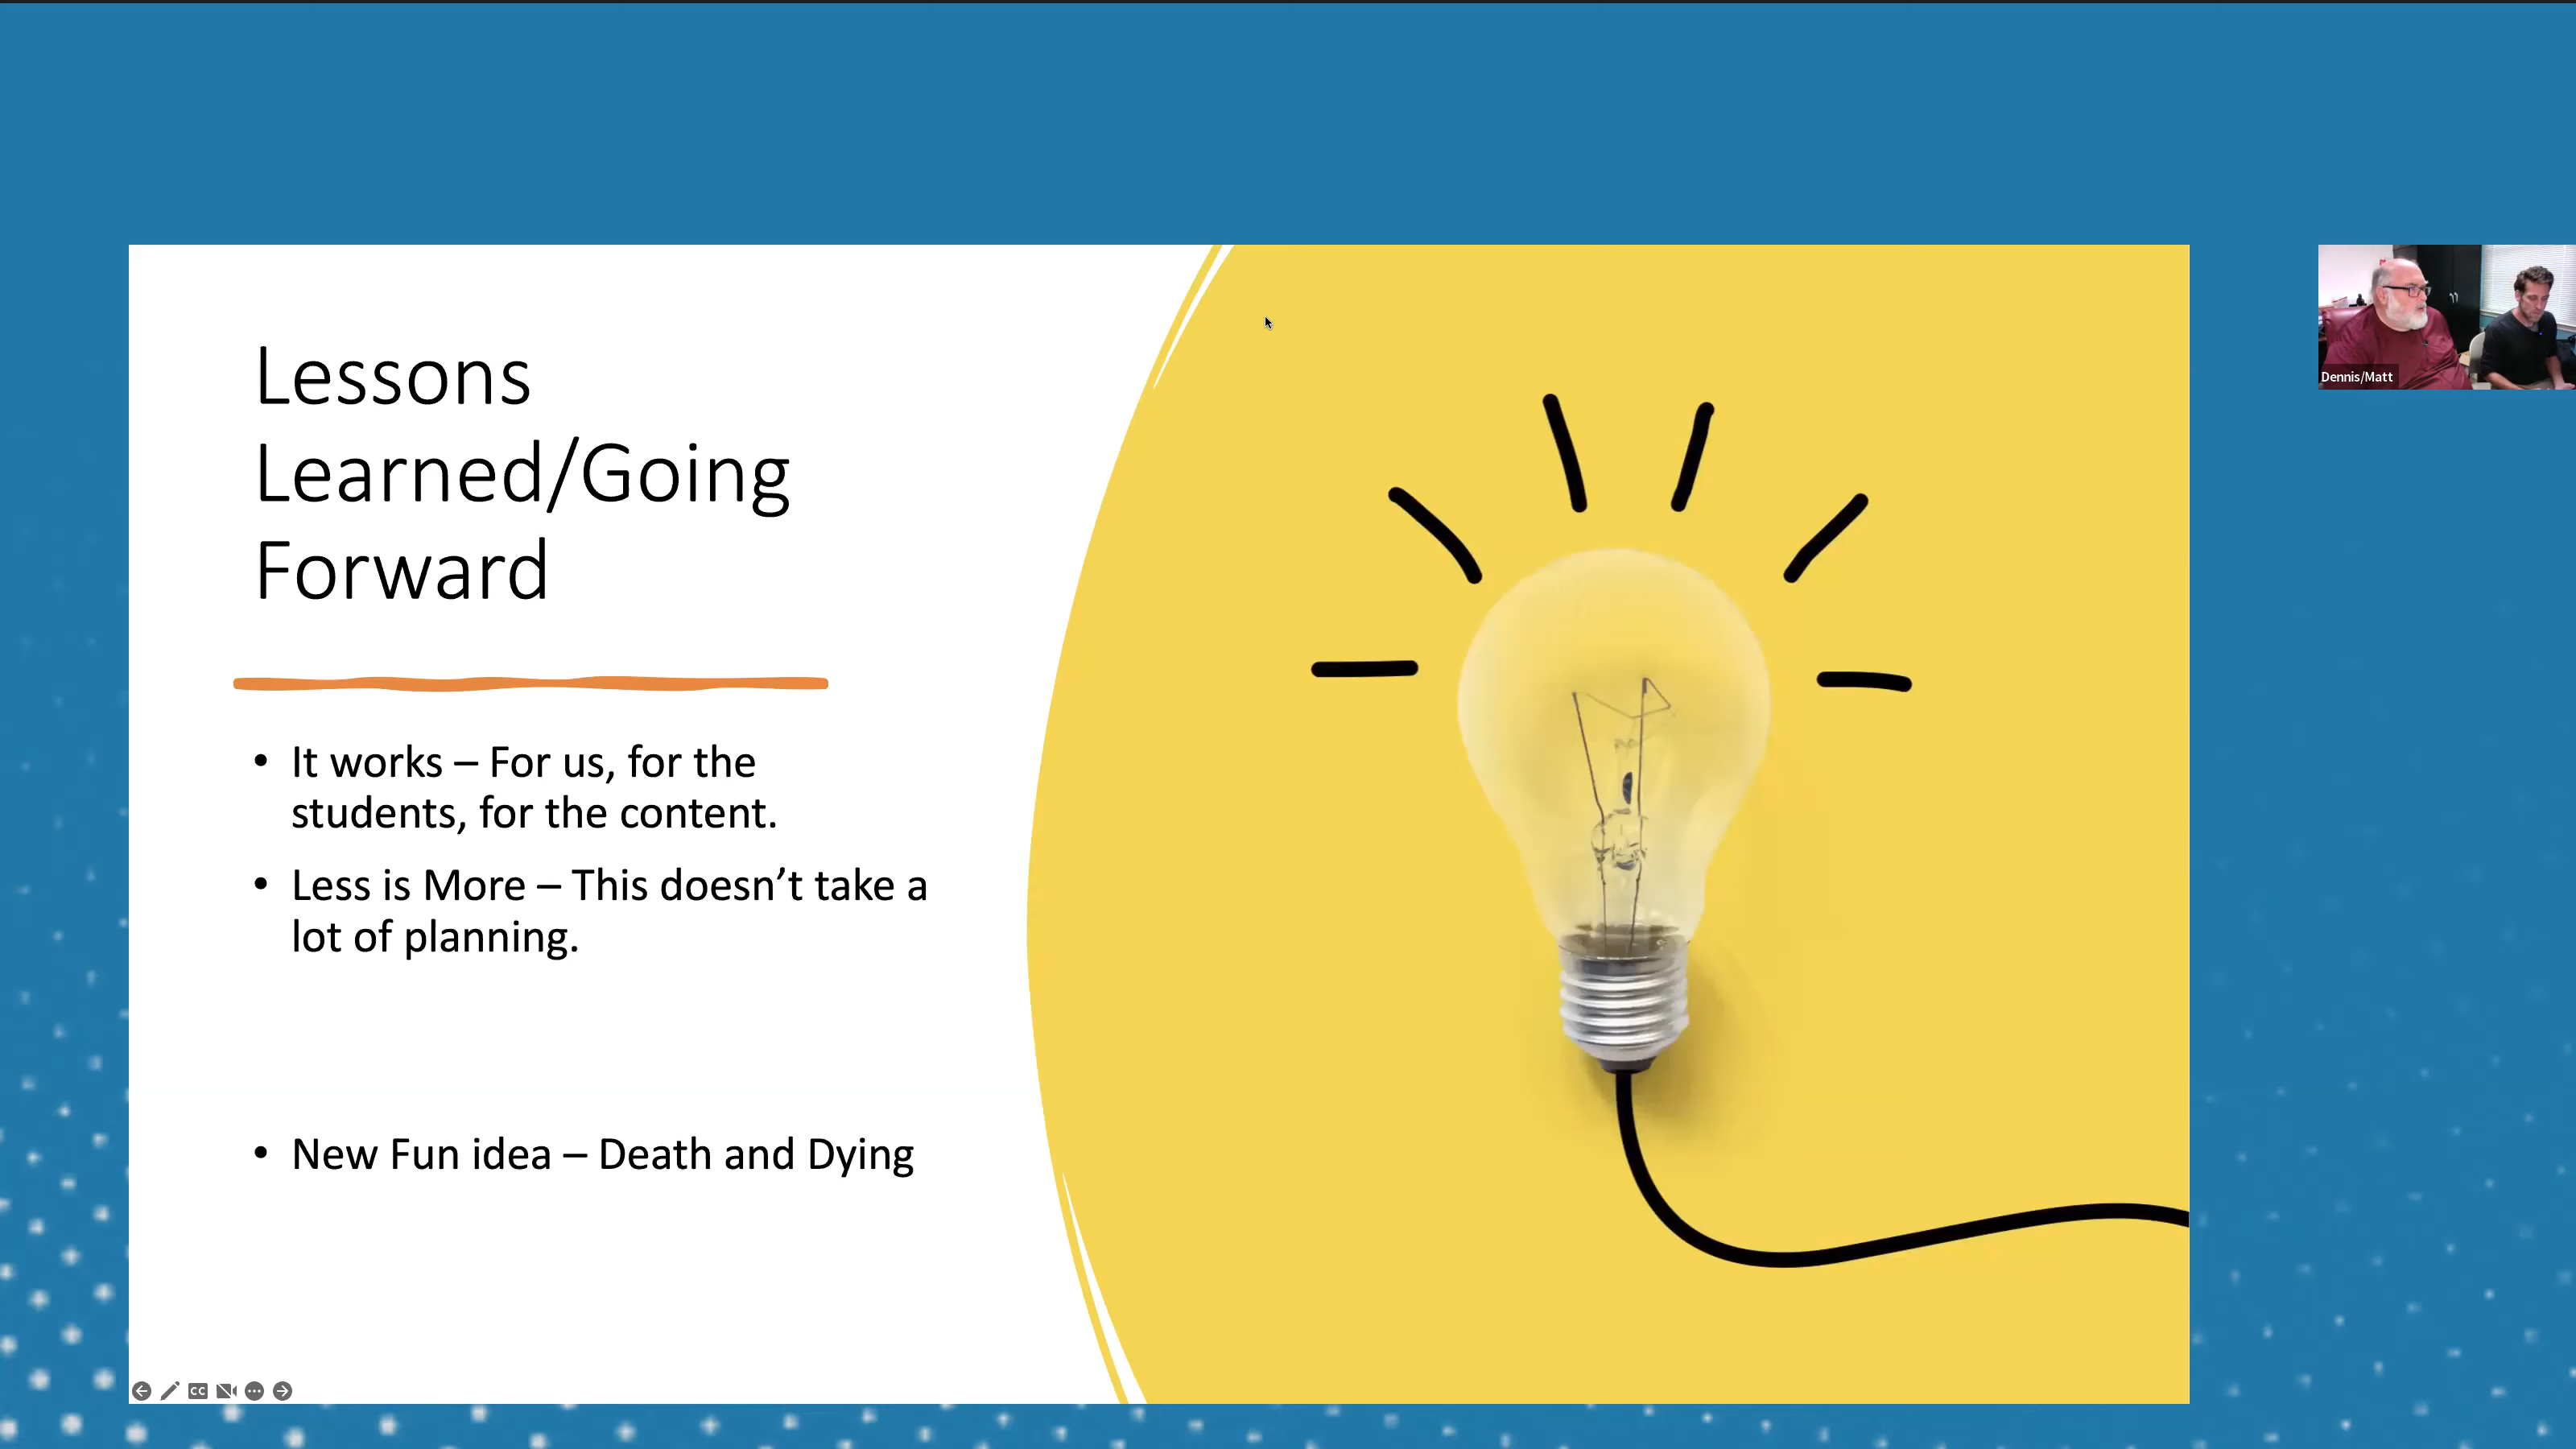 Lessons
Learned/Going
Forward
• It works – For us, for the
students, for the content.
• Less is More – This doesn’t take a
lot of planning.
• New Fun idea – Death and Dying
Dennis/Matt
CC